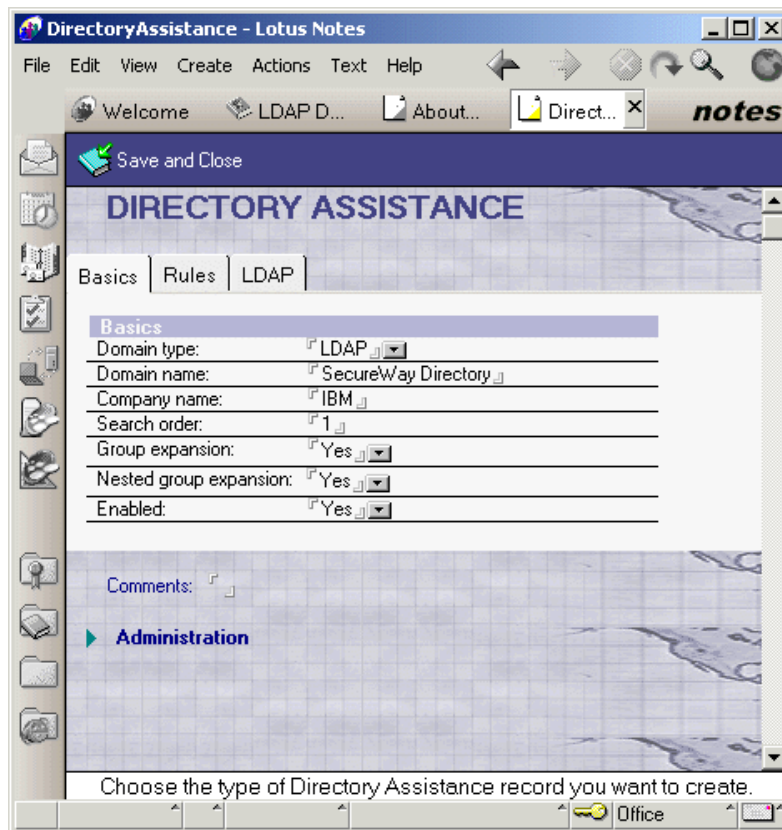 DirectoryAssistance - Lotus Notes
File Edit View Create Actions Text Help
Welcome LDAP D... About... Direct... notes
Save and Close
DIRECTORY ASSISTANCE
Basics Rules LDAP
Basics
Domain type: LDAP
Domain name: SecureWay Directory
Company name: IBM
Search order: 1
Group expansion: Yes
Nested group expansion: Yes
Enabled: Yes
Comments:
Administration
Choose the type of Directory Assistance record you want to create.
Office